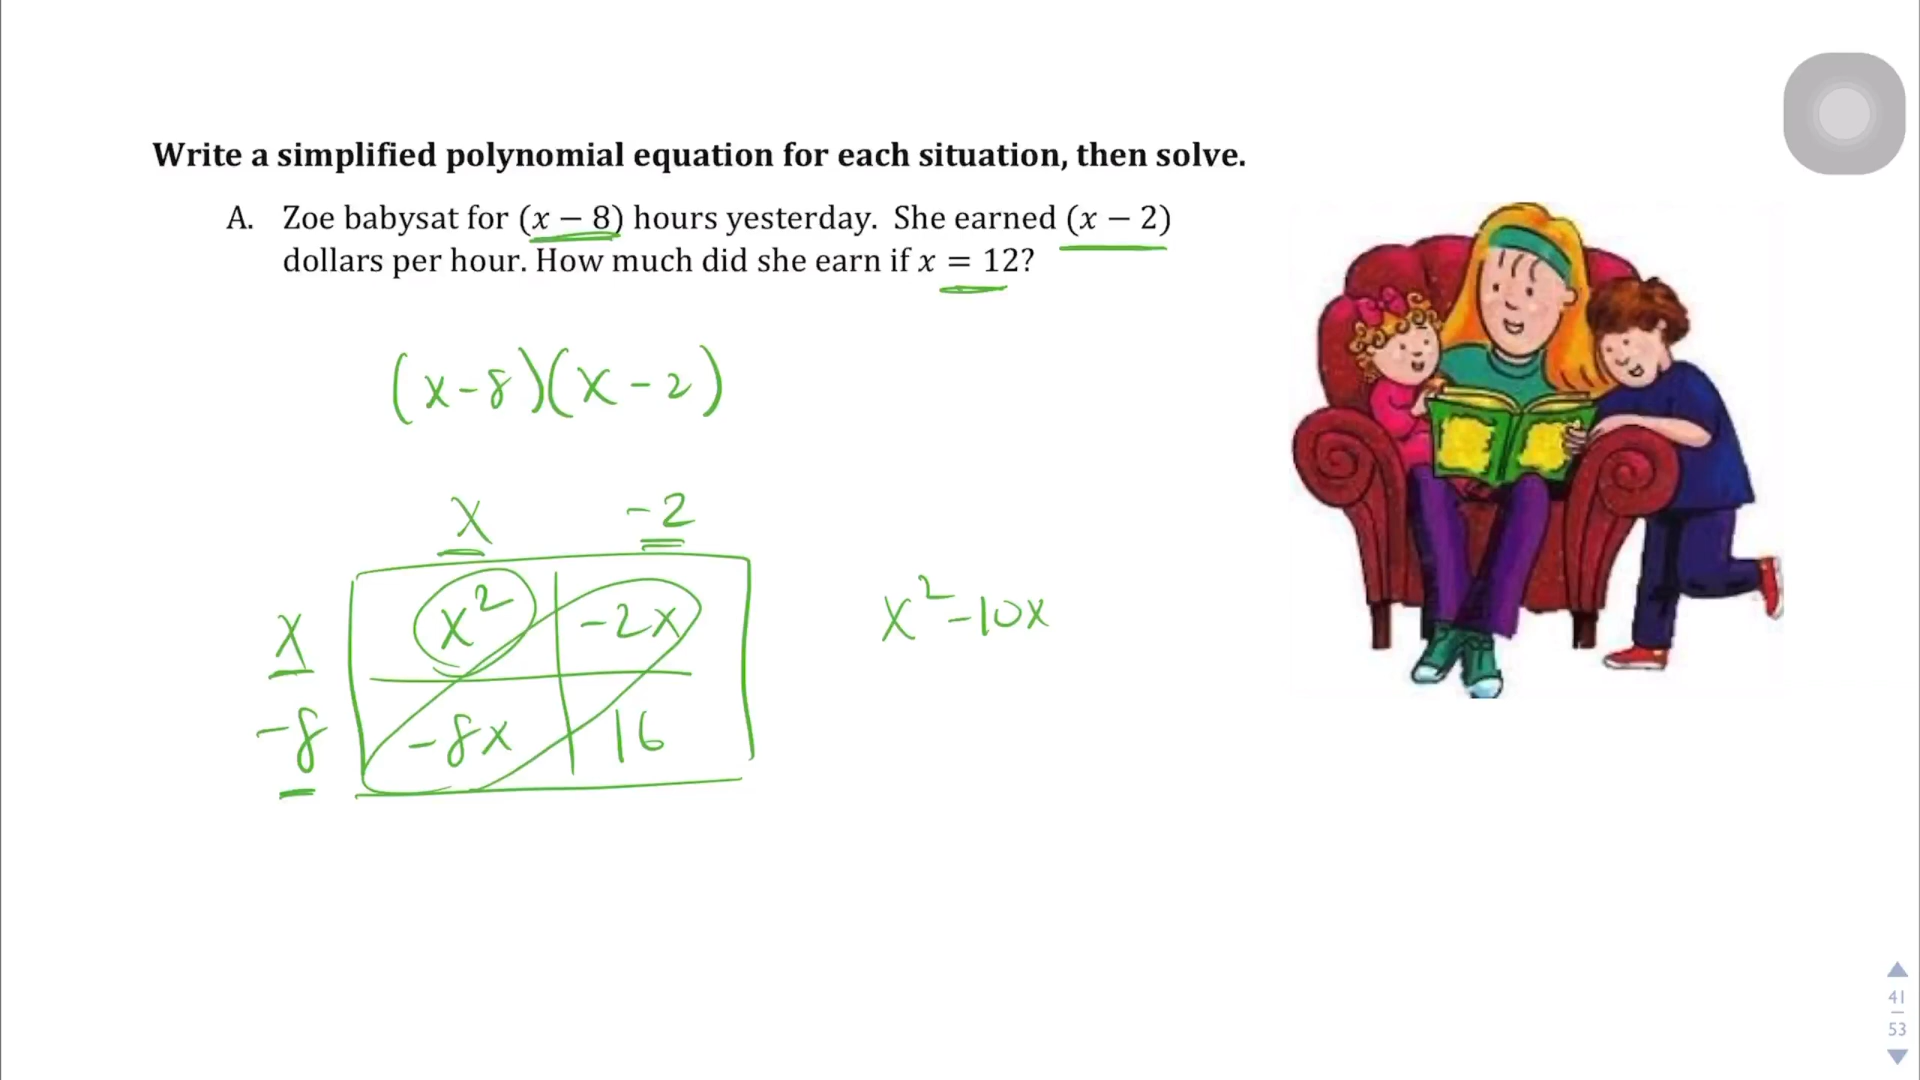 Write a simplified polynomial equation for each situation, then solve.
A. Zoe babysat for (x − 8) hours yesterday. She earned (x − 2)
dollars per hour. How much did she earn if x = 12?
(x-8)(x-2)
x -2
x x² -2x
x²-10x
-8 -8x 16
41
53